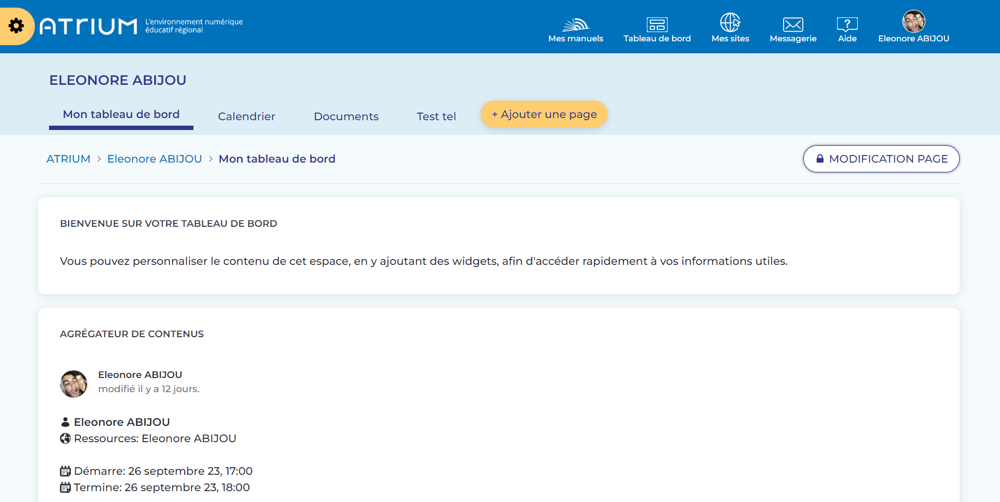 ATRIUM
L'environnement numérique
éducatif régional
Mes manuels
Tableau de bord
Mes sites
Messagerie
Aide
Eleonore ABIJOU
ELEONORE ABIJOU
Mon tableau de bord
Calendrier
Documents
Test tel
+ Ajouter une page
ATRIUM > Eleonore ABIJOU > Mon tableau de bord
MODIFICATION PAGE
BIENVENUE SUR VOTRE TABLEAU DE BORD
Vous pouvez personnaliser le contenu de cet espace, en y ajoutant des widgets, afin d'accéder rapidement à vos informations utiles.
AGRÉGATEUR DE CONTENUS
Eleonore ABIJOU
modifié il y a 12 jours.
Eleonore ABIJOU
Ressources: Eleonore ABIJOU
Démarre: 26 septembre 23, 17:00
Termine: 26 septembre 23, 18:00